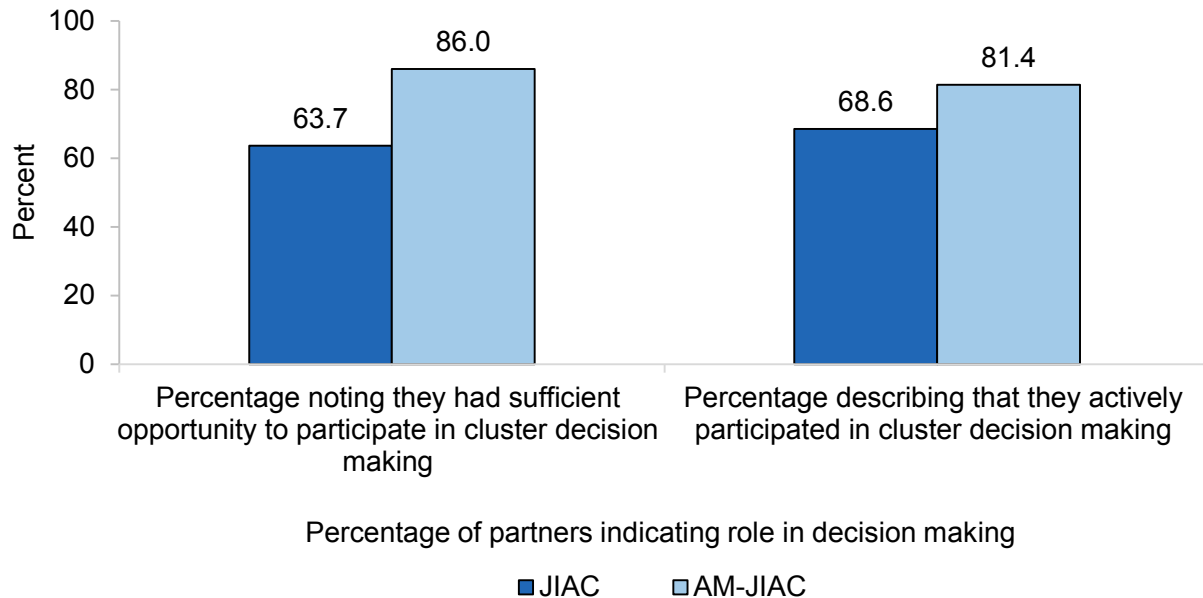 100
86.0
81.4
80
68.6
63.7
60
Percent
40
20
0
Percentage noting they had sufficient
opportunity to participate in cluster decision
making
Percentage describing that they actively
participated in cluster decision making
Percentage of partners indicating role in decision making
JIAC
AM-JIAC